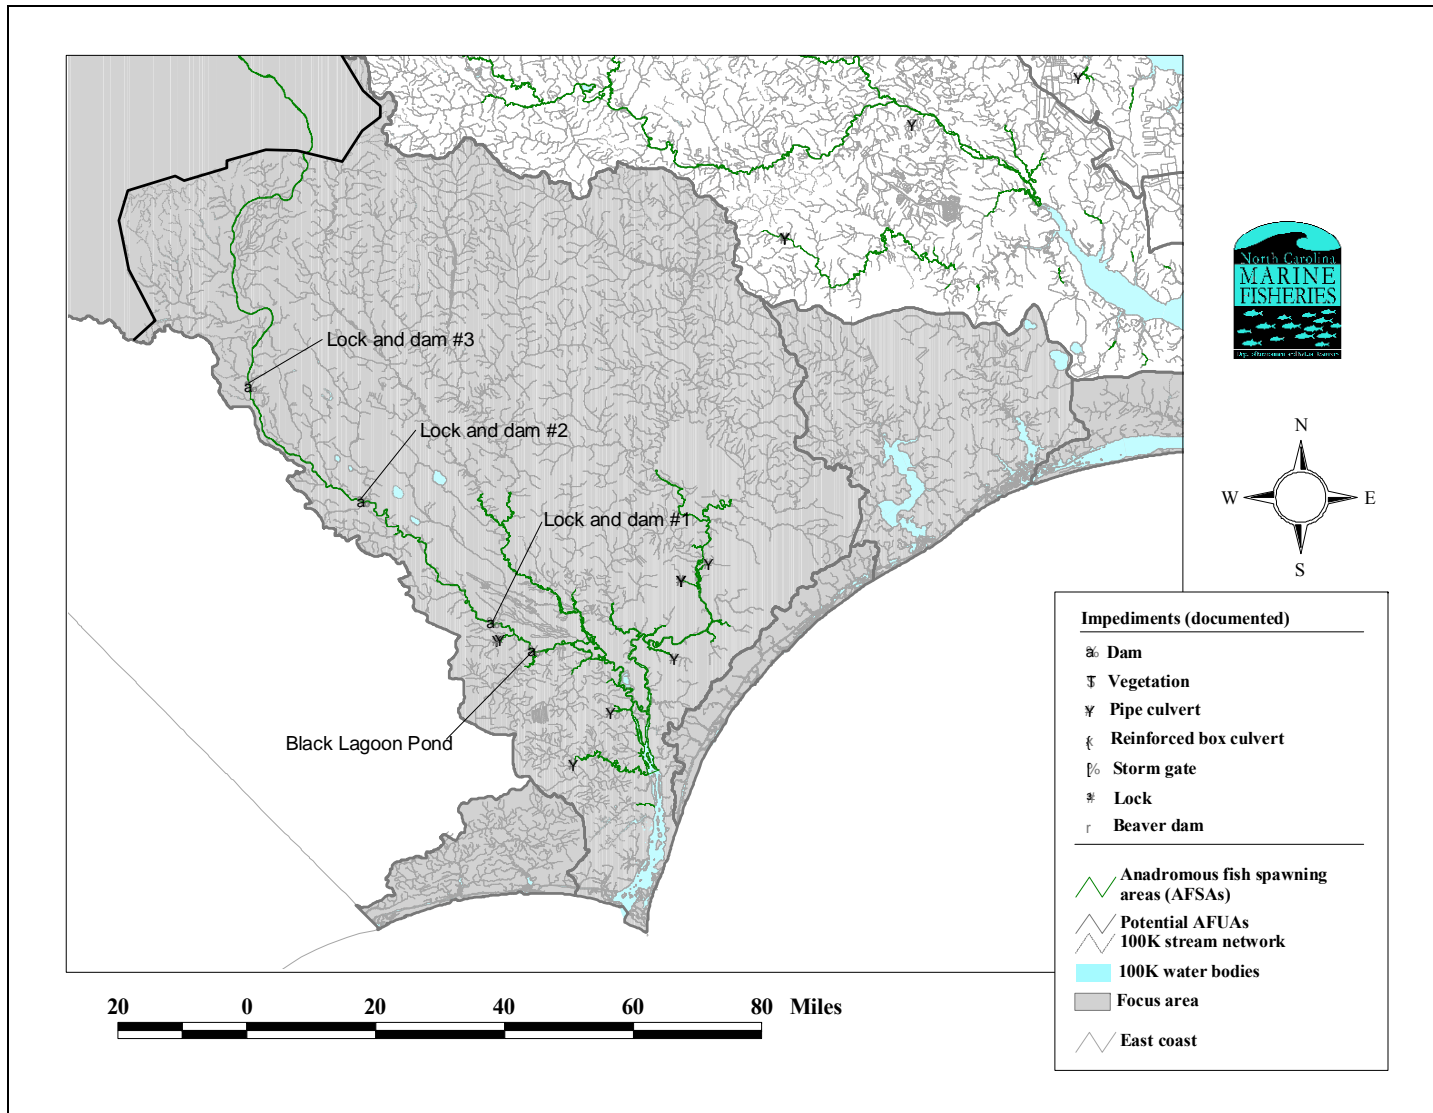 Lock and dam #3
Lock and dam #2
Lock and dam #1
Black Lagoon Pond
North Carolina
MARINE
FISHERIES
N
W
E
S
Impediments (documented)
Dam
Vegetation
Pipe culvert
Reinforced box culvert
Storm gate
Lock
Beaver dam
Anadromous fish spawning
areas (AFSAs)
Potential AFUAs
100K stream network
100K water bodies
Focus area
East coast
20 0 20 40 60 80 Miles